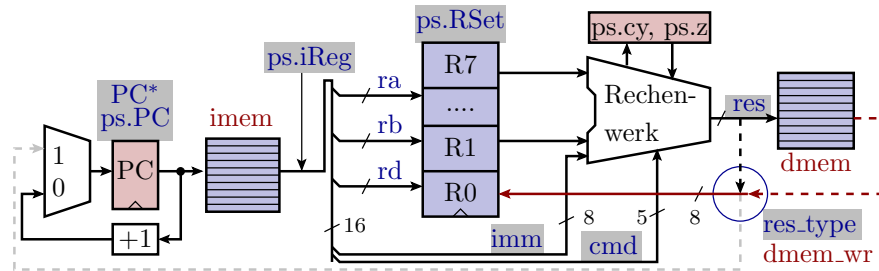 ps.RSet
ps.cy, ps.z
ps.iReg
R7
PC*
ps.PC
imem
ra
....
Rechen-
werk
res
rb
R1
1
0
PC
rd
R0
dmem
+1
16
imm
8
cmd
5
8
res_type
dmem_wr